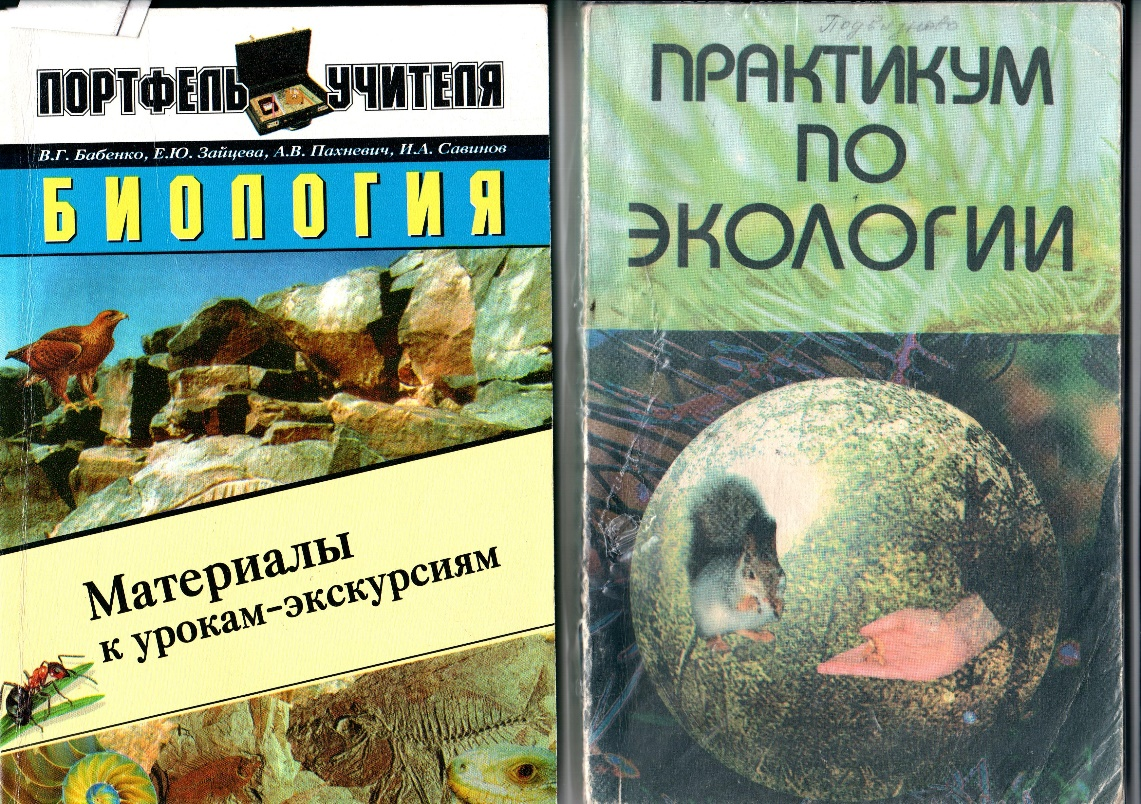 ПОРТФЕЛЬ УЧИТЕЛЯ
В.Г. Бабенко, Е.Ю. Зайцева, А.В. Пахневич, И.А. Савинов
БИОЛОГИЯ
Материалы
к урокам-экскурсиям
ПРАКТИКУМ
ПО
ЭКОЛОГИИ